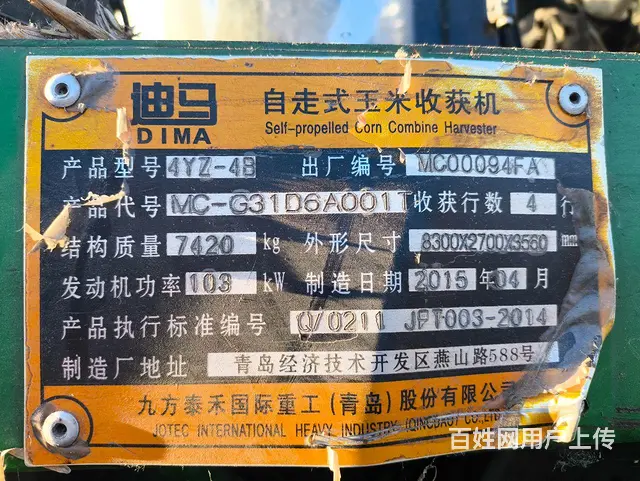 迪马
DIMA
自走式玉米收获机
Self-propelled Corn Combine Harvester
产品型号 4YZ-4B 出厂编号 MC00094FA
产品代号 MC-G31D6A001T 收获行数 4 行
结构质量 7420 kg 外形尺寸 8300X2700X3560 mm
发动机功率 103 kW 制造日期 2015 年 04 月
产品执行标准编号 Q/0211 JFT003-2014
制造厂地址 青岛经济技术开发区燕山路588号
九方泰禾国际重工(青岛)股份有限公司
JOTEC INTERNATIONAL HEAVY INDUSTRY (QINGDAO) CO.,LTD
百姓网用户上传